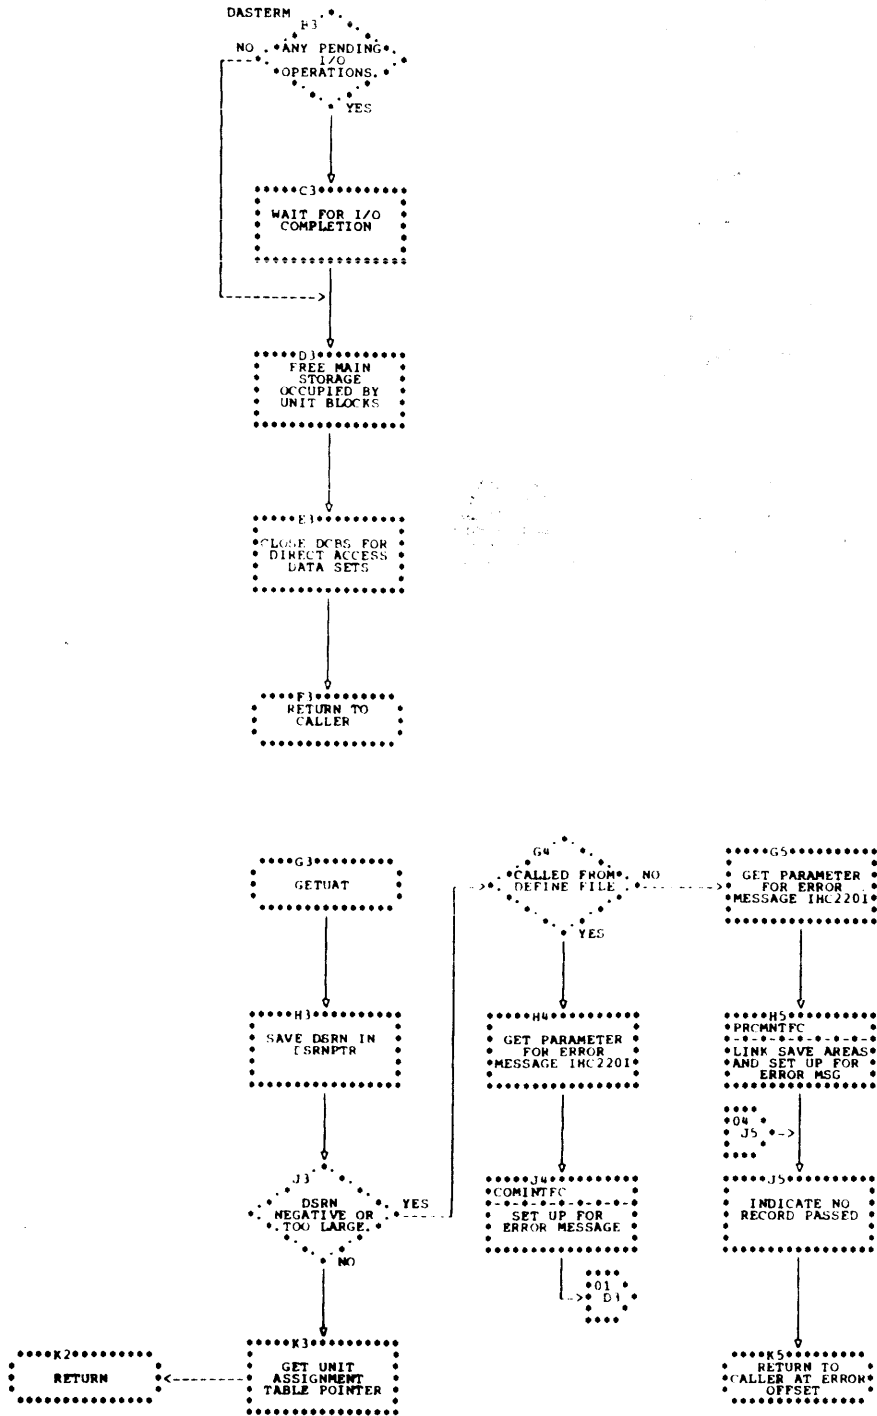 DASTERM
B3
ANY PENDING
I/O
OPERATIONS.
NO
YES
C3
WAIT FOR I/O
COMPLETION
D3
FREE MAIN
STORAGE
OCCUPIED BY
UNIT BLOCKS
E3
CLOSE DCBS FOR
DIRECT ACCESS
DATA SETS
F3
RETURN TO
CALLER
G3
GETUAT
H3
SAVE DSRN IN
DSRNPTR
J3
DSRN
NEGATIVE OR
TOO LARGE.
YES
NO
K3
GET UNIT
ASSIGNMENT
TABLE POINTER
K2
RETURN
G4
CALLED FROM
DEFINE FILE
NO
YES
H4
GET PARAMETER
FOR ERROR
MESSAGE IHC220I
J4
COMINTFC
SET UP FOR
ERROR MESSAGE
01
D3
G5
GET PARAMETER
FOR ERROR
MESSAGE IHC220I
H5
PRCMNTFC
LINK SAVE AREAS
AND SET UP FOR
ERROR MSG
04
J5
J5
INDICATE NO
RECORD PASSED
K5
RETURN TO
CALLER AT ERROR
OFFSET